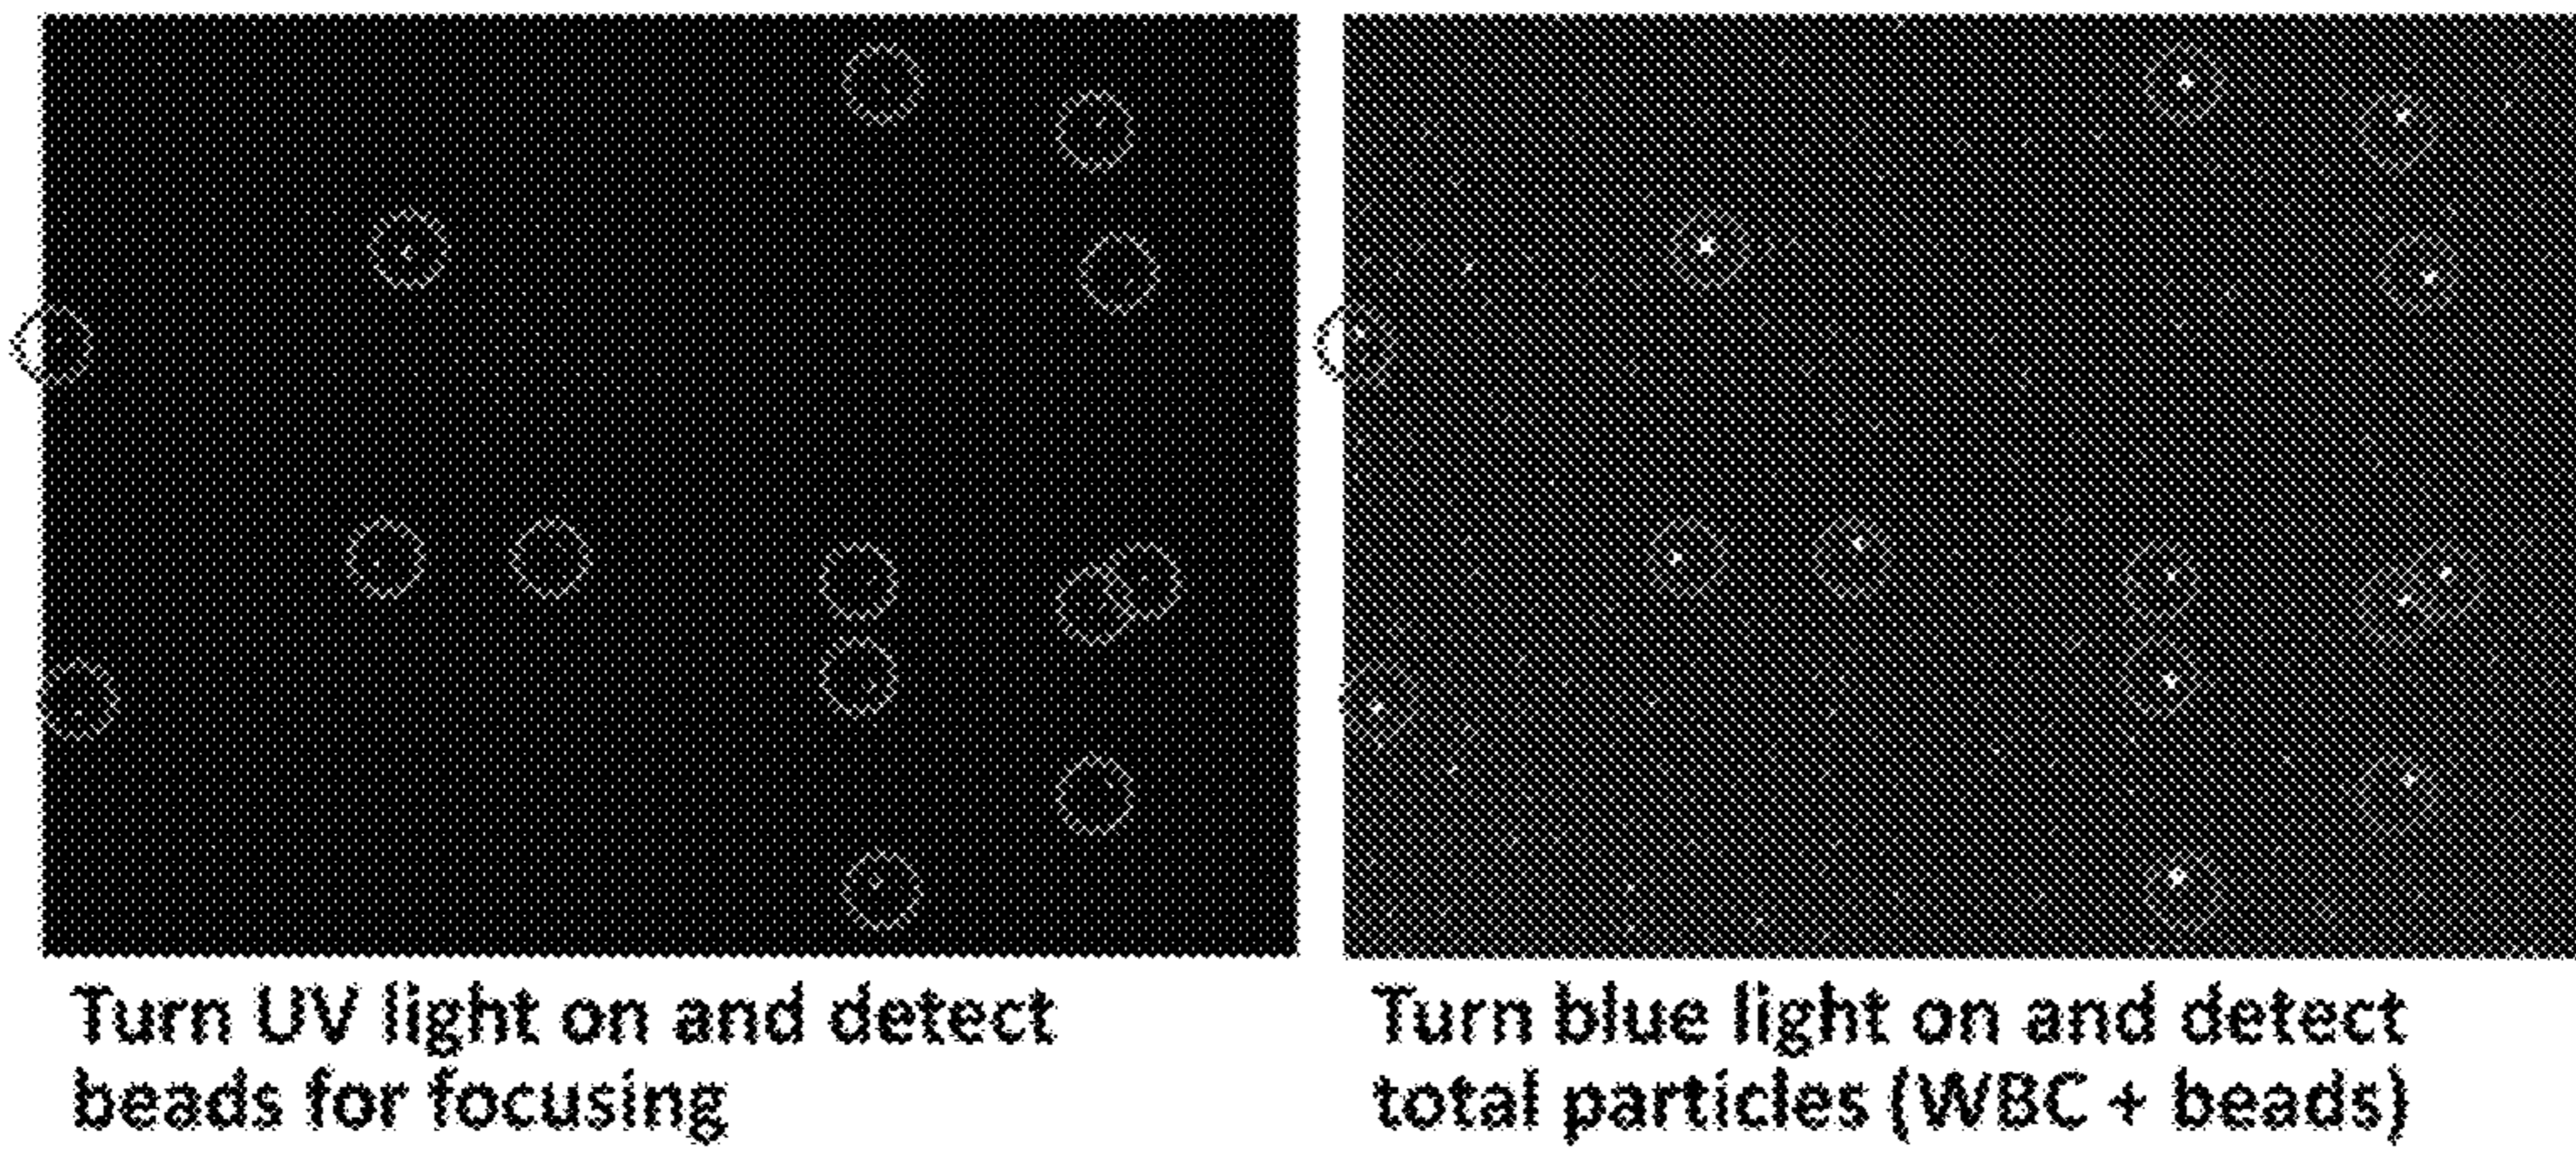 Turn UV light on and detect
beads for focusing
Turn blue light on and detect
total particles (WBC + beads)